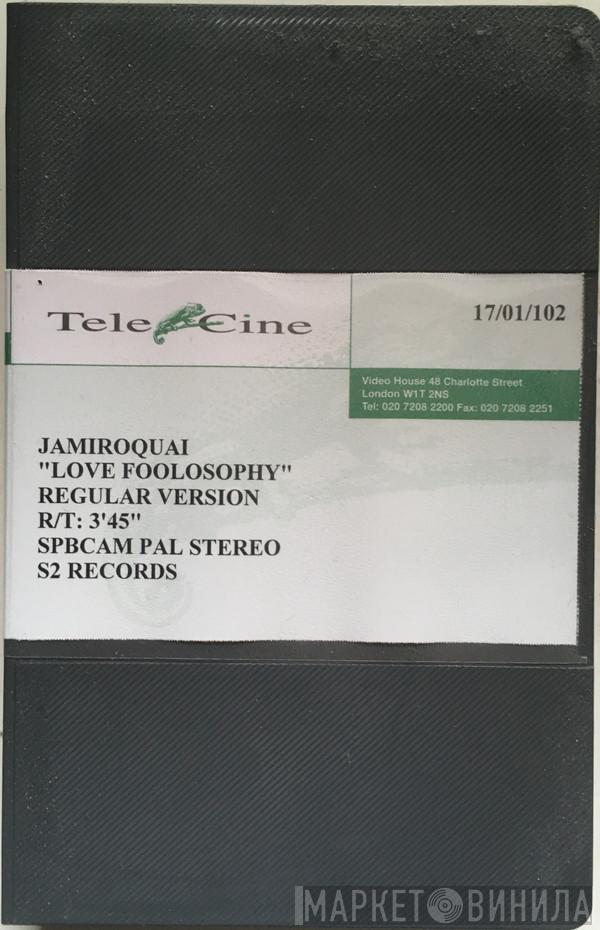 Tele Cine
17/01/102
Video House 48 Charlotte Street
London W1T 2NS
Tel: 020 7208 2200 Fax: 020 7208 2251
JAMIROQUAI
"LOVE FOOLOSOPHY"
REGULAR VERSION
R/T: 3'45"
SPBCAM PAL STEREO
S2 RECORDS
МАРКЕТ ВИНИЛА